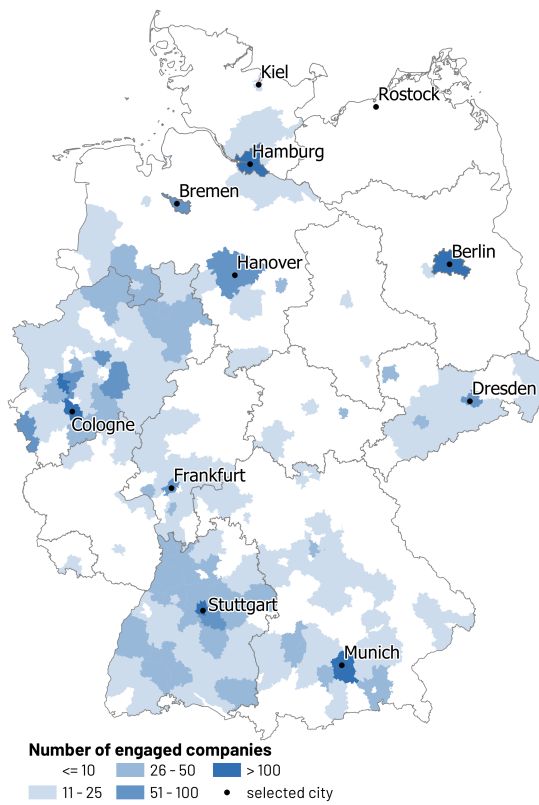 Kiel
Rostock
Hamburg
Bremen
Hanover
Berlin
Dresden
Cologne
Frankfurt
Stuttgart
Munich
Number of engaged companies
<= 10
26 - 50
> 100
11 - 25
51 - 100
selected city